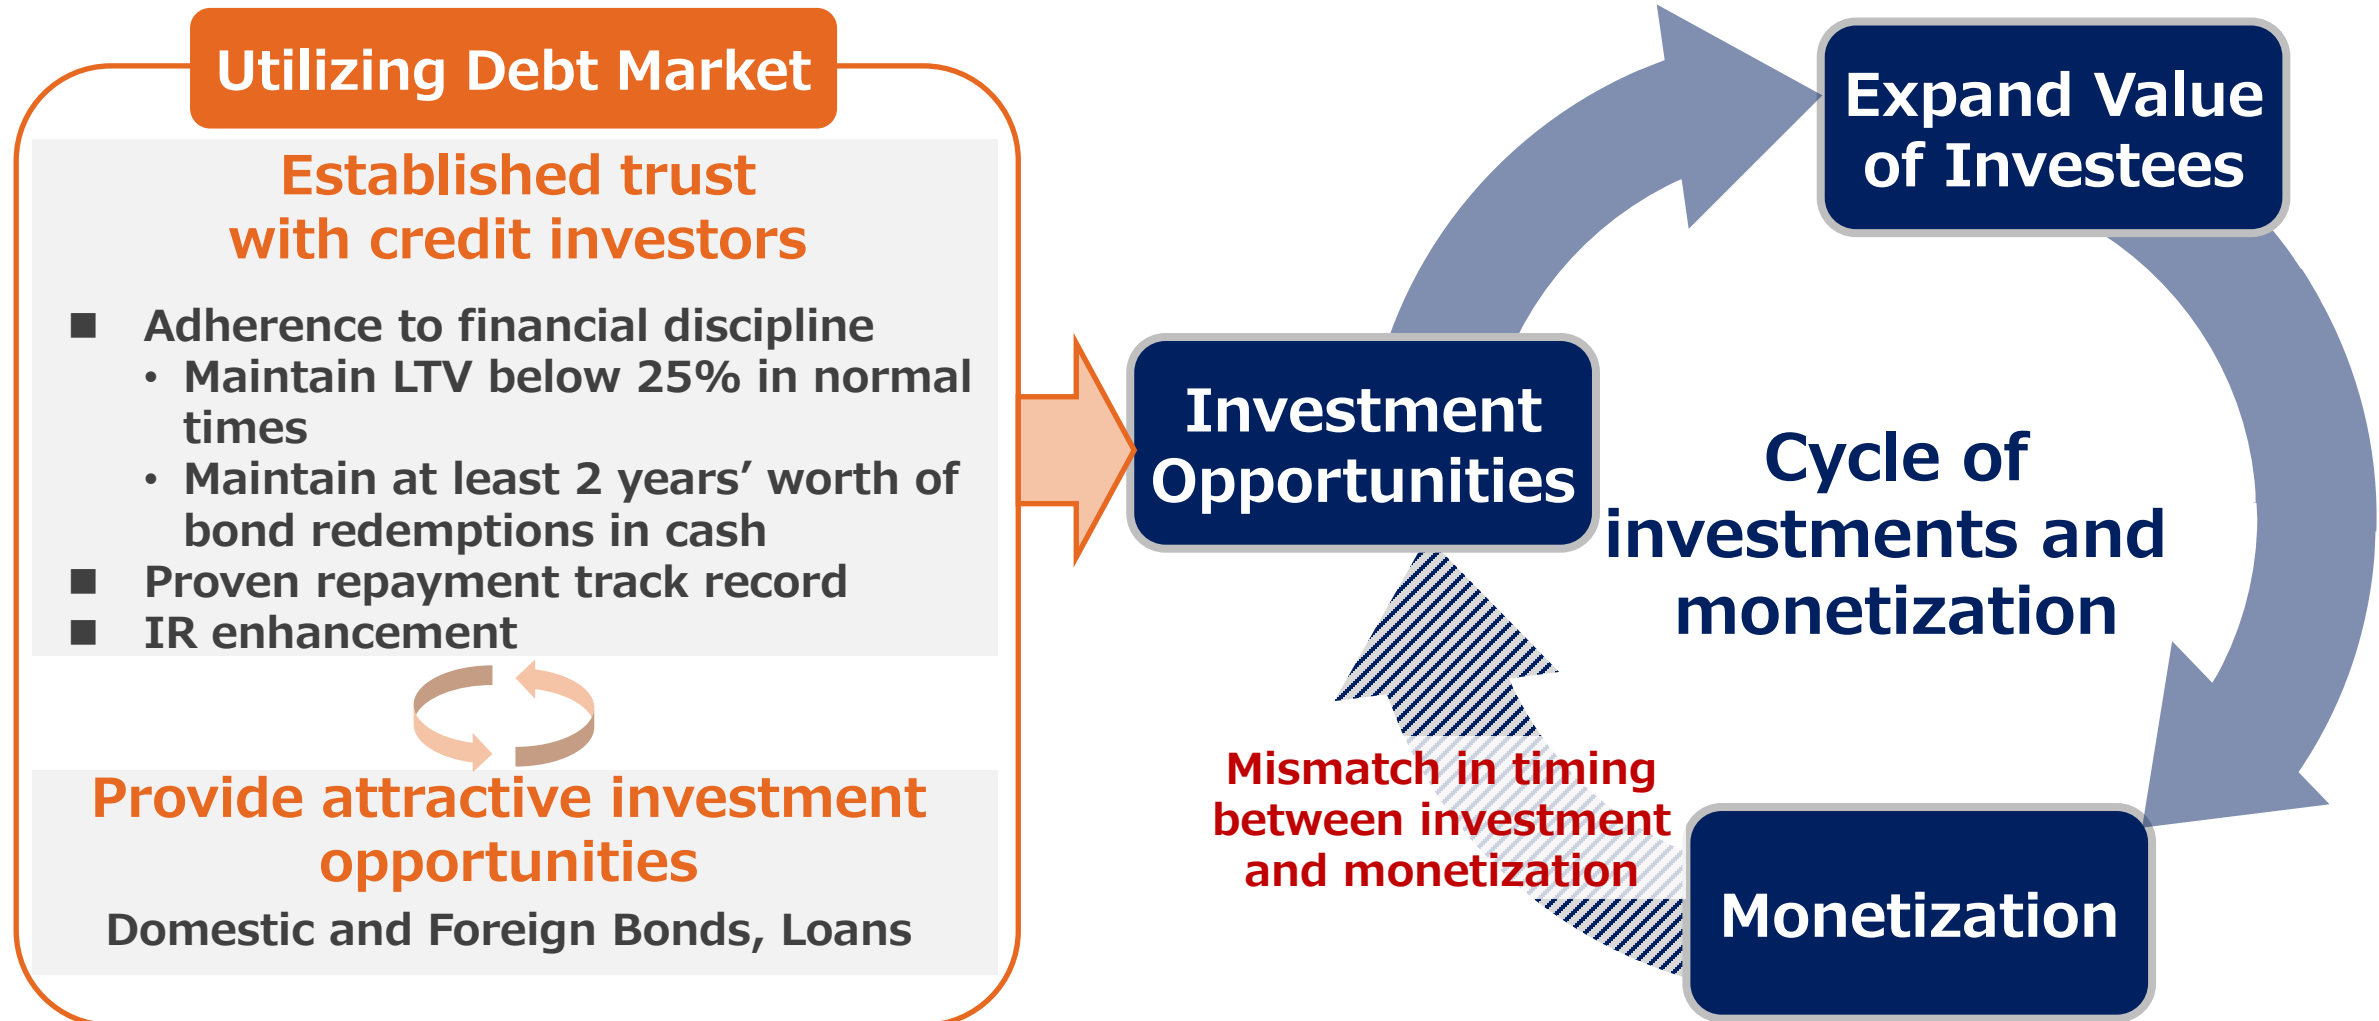 Utilizing Debt Market
Established trust
with credit investors
■ Adherence to financial discipline
• Maintain LTV below 25% in normal
times
• Maintain at least 2 years’ worth of
bond redemptions in cash
■ Proven repayment track record
■ IR enhancement
Provide attractive investment
opportunities
Domestic and Foreign Bonds, Loans
Investment
Opportunities
Expand Value
of Investees
Cycle of
investments and
monetization
Mismatch in timing
between investment
and monetization
Monetization